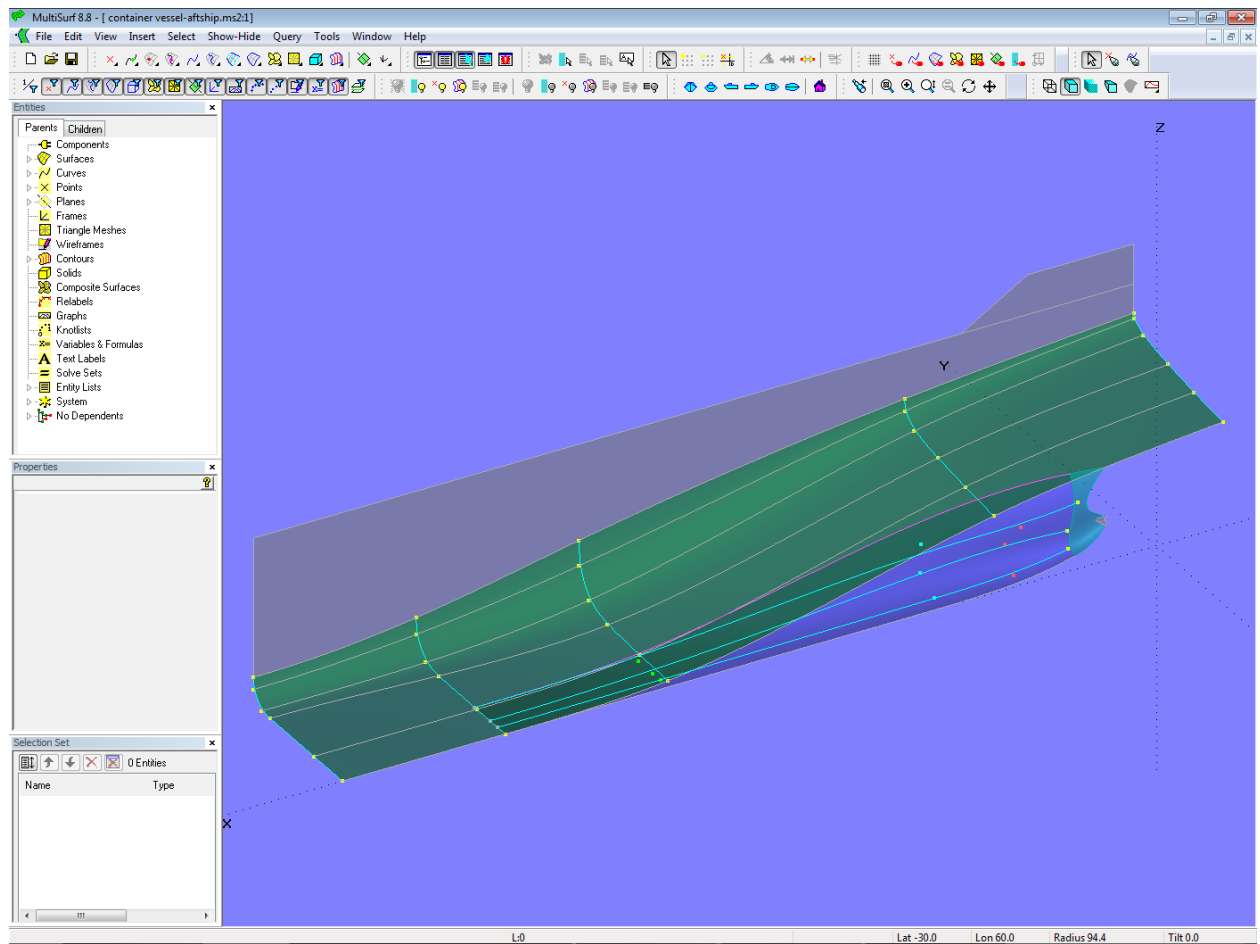 MultiSurf 8.8 - [ container vessel-aftship.ms2:1]
File Edit View Insert Select Show-Hide Query Tools Window Help
Entities
Parents Children
Components
Surfaces
Curves
Points
Planes
Frames
Triangle Meshes
Wireframes
Contours
Solids
Composite Surfaces
Relabels
Graphs
Knotlists
Variables & Formulas
Text Labels
Solve Sets
Entity Lists
System
No Dependents
Properties
Selection Set
0 Entities
Name Type
Z
Y
X
L:0 Lat -30.0 Lon 60.0 Radius 94.4 Tilt 0.0